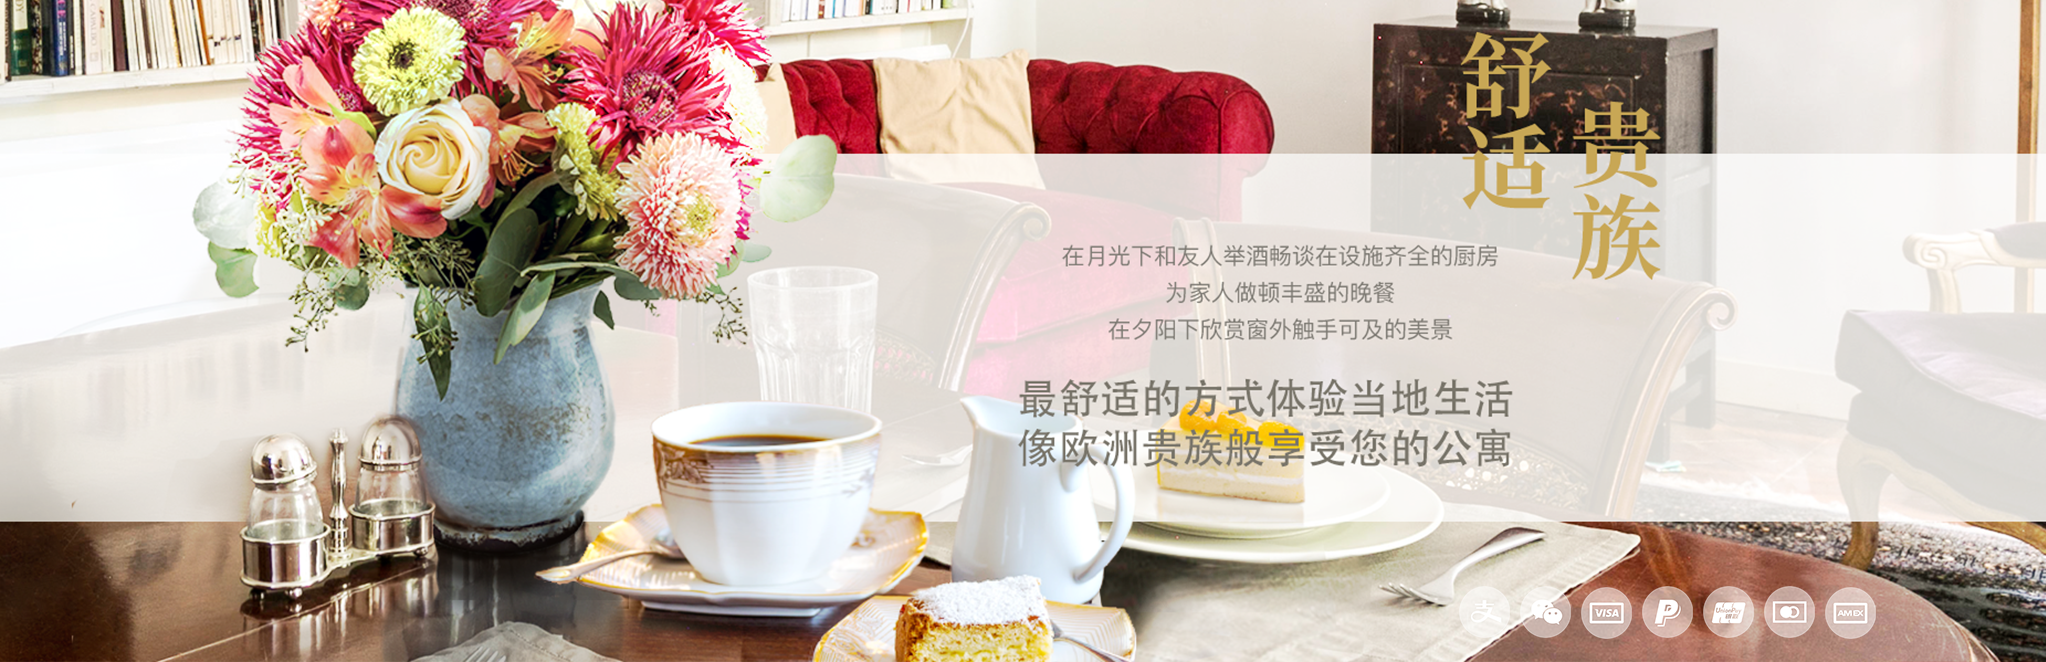 舒适
贵族
在月光下和友人举酒畅谈在设施齐全的厨房
为家人做顿丰盛的晚餐
在夕阳下欣赏窗外触手可及的美景
最舒适的方式体验当地生活
像欧洲贵族般享受您的公寓
支
VISA
UnionPay
AMEX